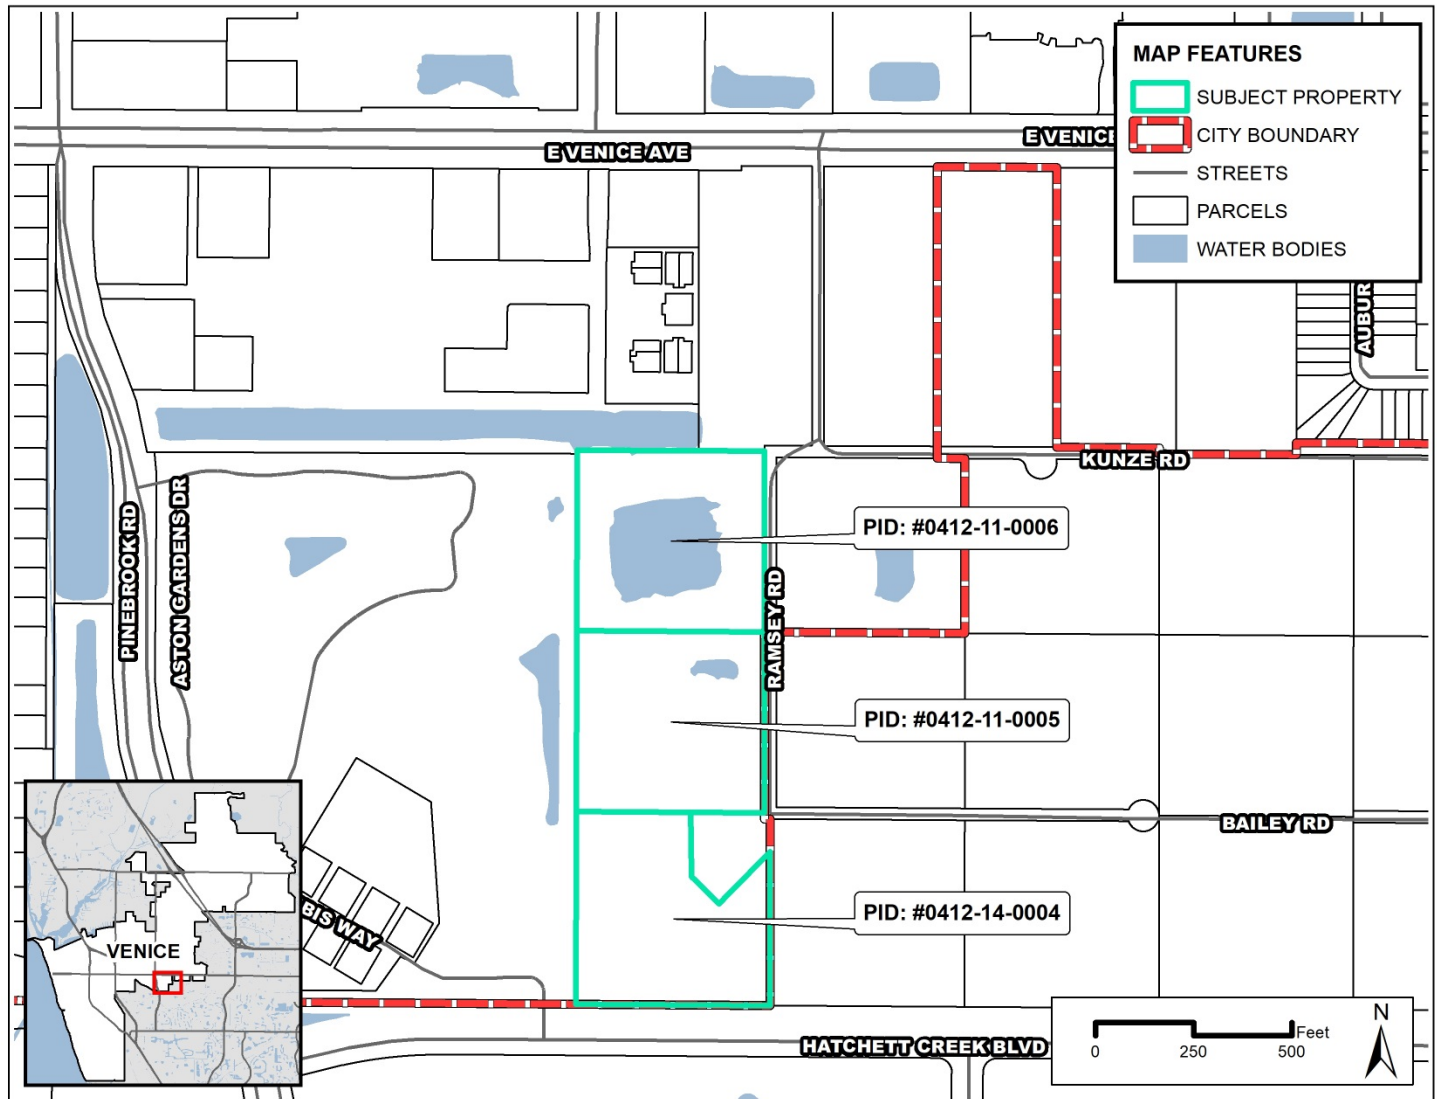 MAP FEATURES
SUBJECT PROPERTY
CITY BOUNDARY
STREETS
PARCELS
WATER BODIES
E VENICE
E VENICE AVE
AUBUR
KUNZE RD
PID: #0412-11-0006
PINEBROOK RD
ASTON GARDENS DR
RAMSEY RD
PID: #0412-11-0005
BAILEY RD
PID: #0412-14-0004
BIS WAY
VENICE
HATCHETT CREEK BLVD
N
Feet
0 250 500